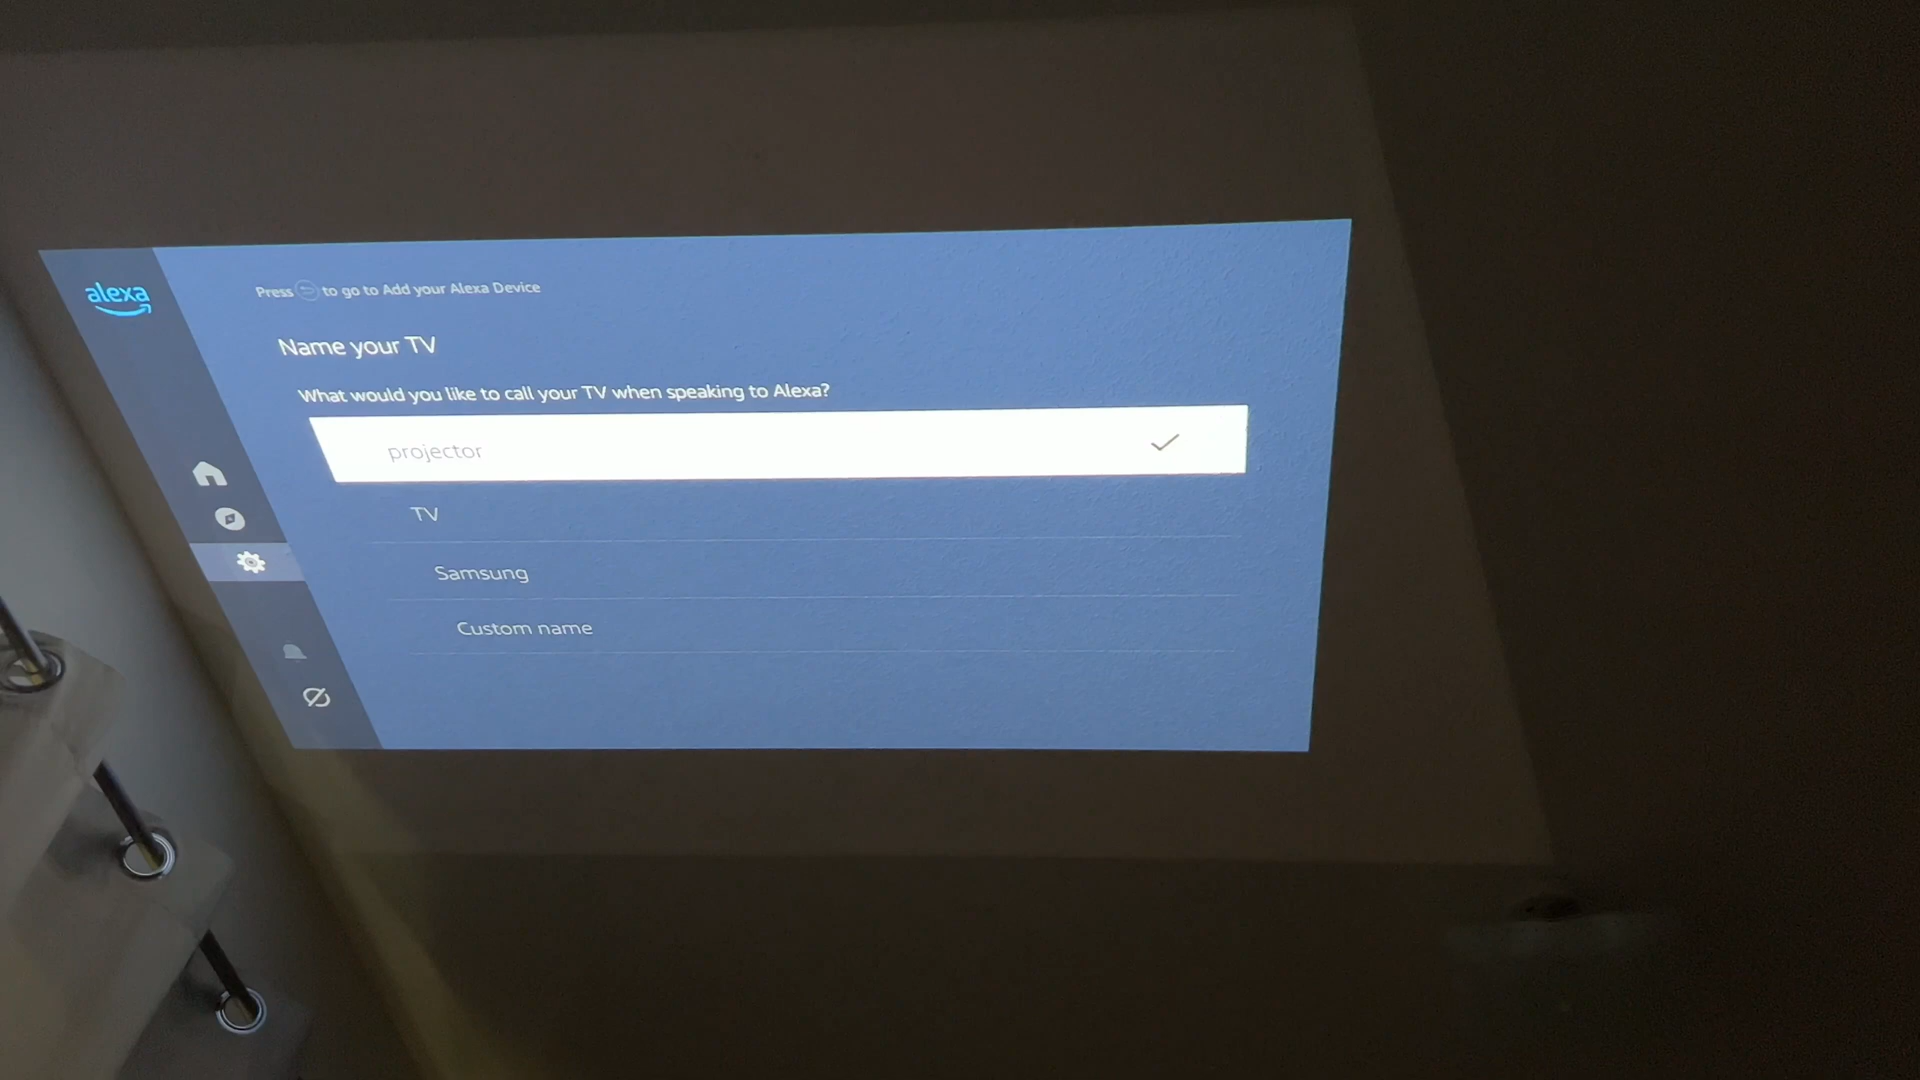 alexa
Press to go to Add your Alexa Device
Name your TV
What would you like to call your TV when speaking to Alexa?
projector
TV
Samsung
Custom name